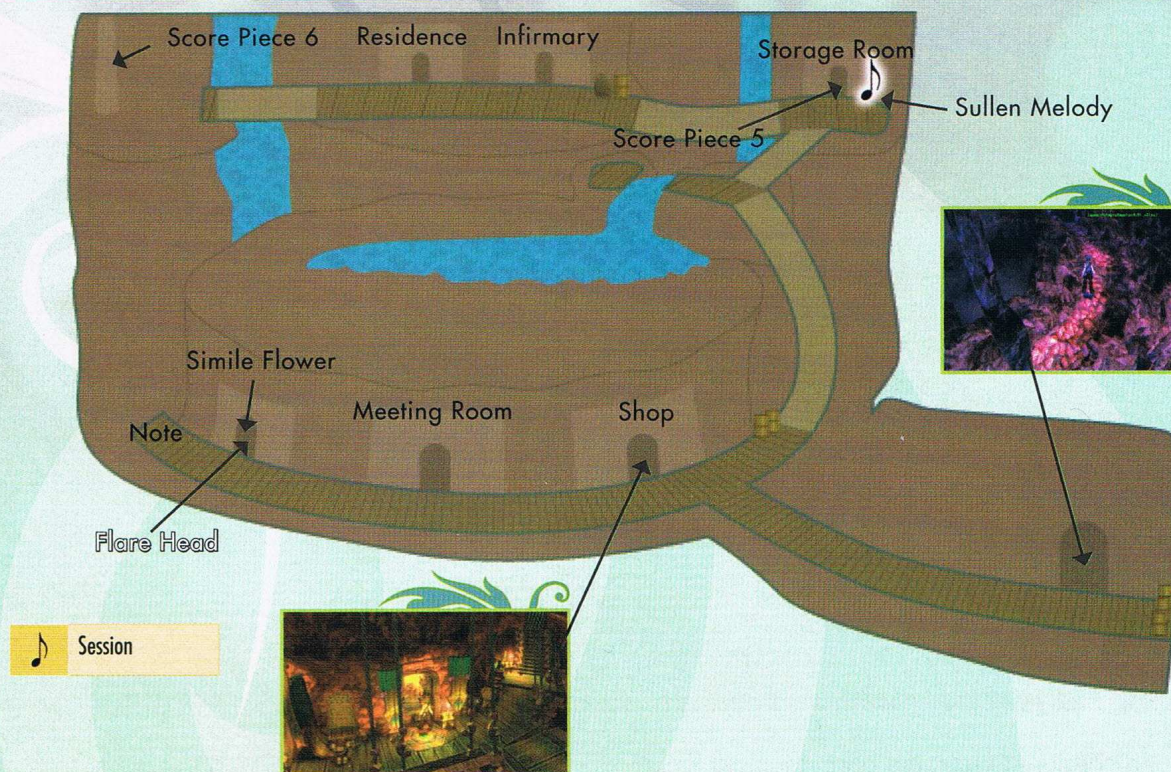 Score Piece 6
Residence
Infirmary
Storage Room
Sullen Melody
Score Piece 5
Simile Flower
Meeting Room
Shop
Note
Flare Head
Session